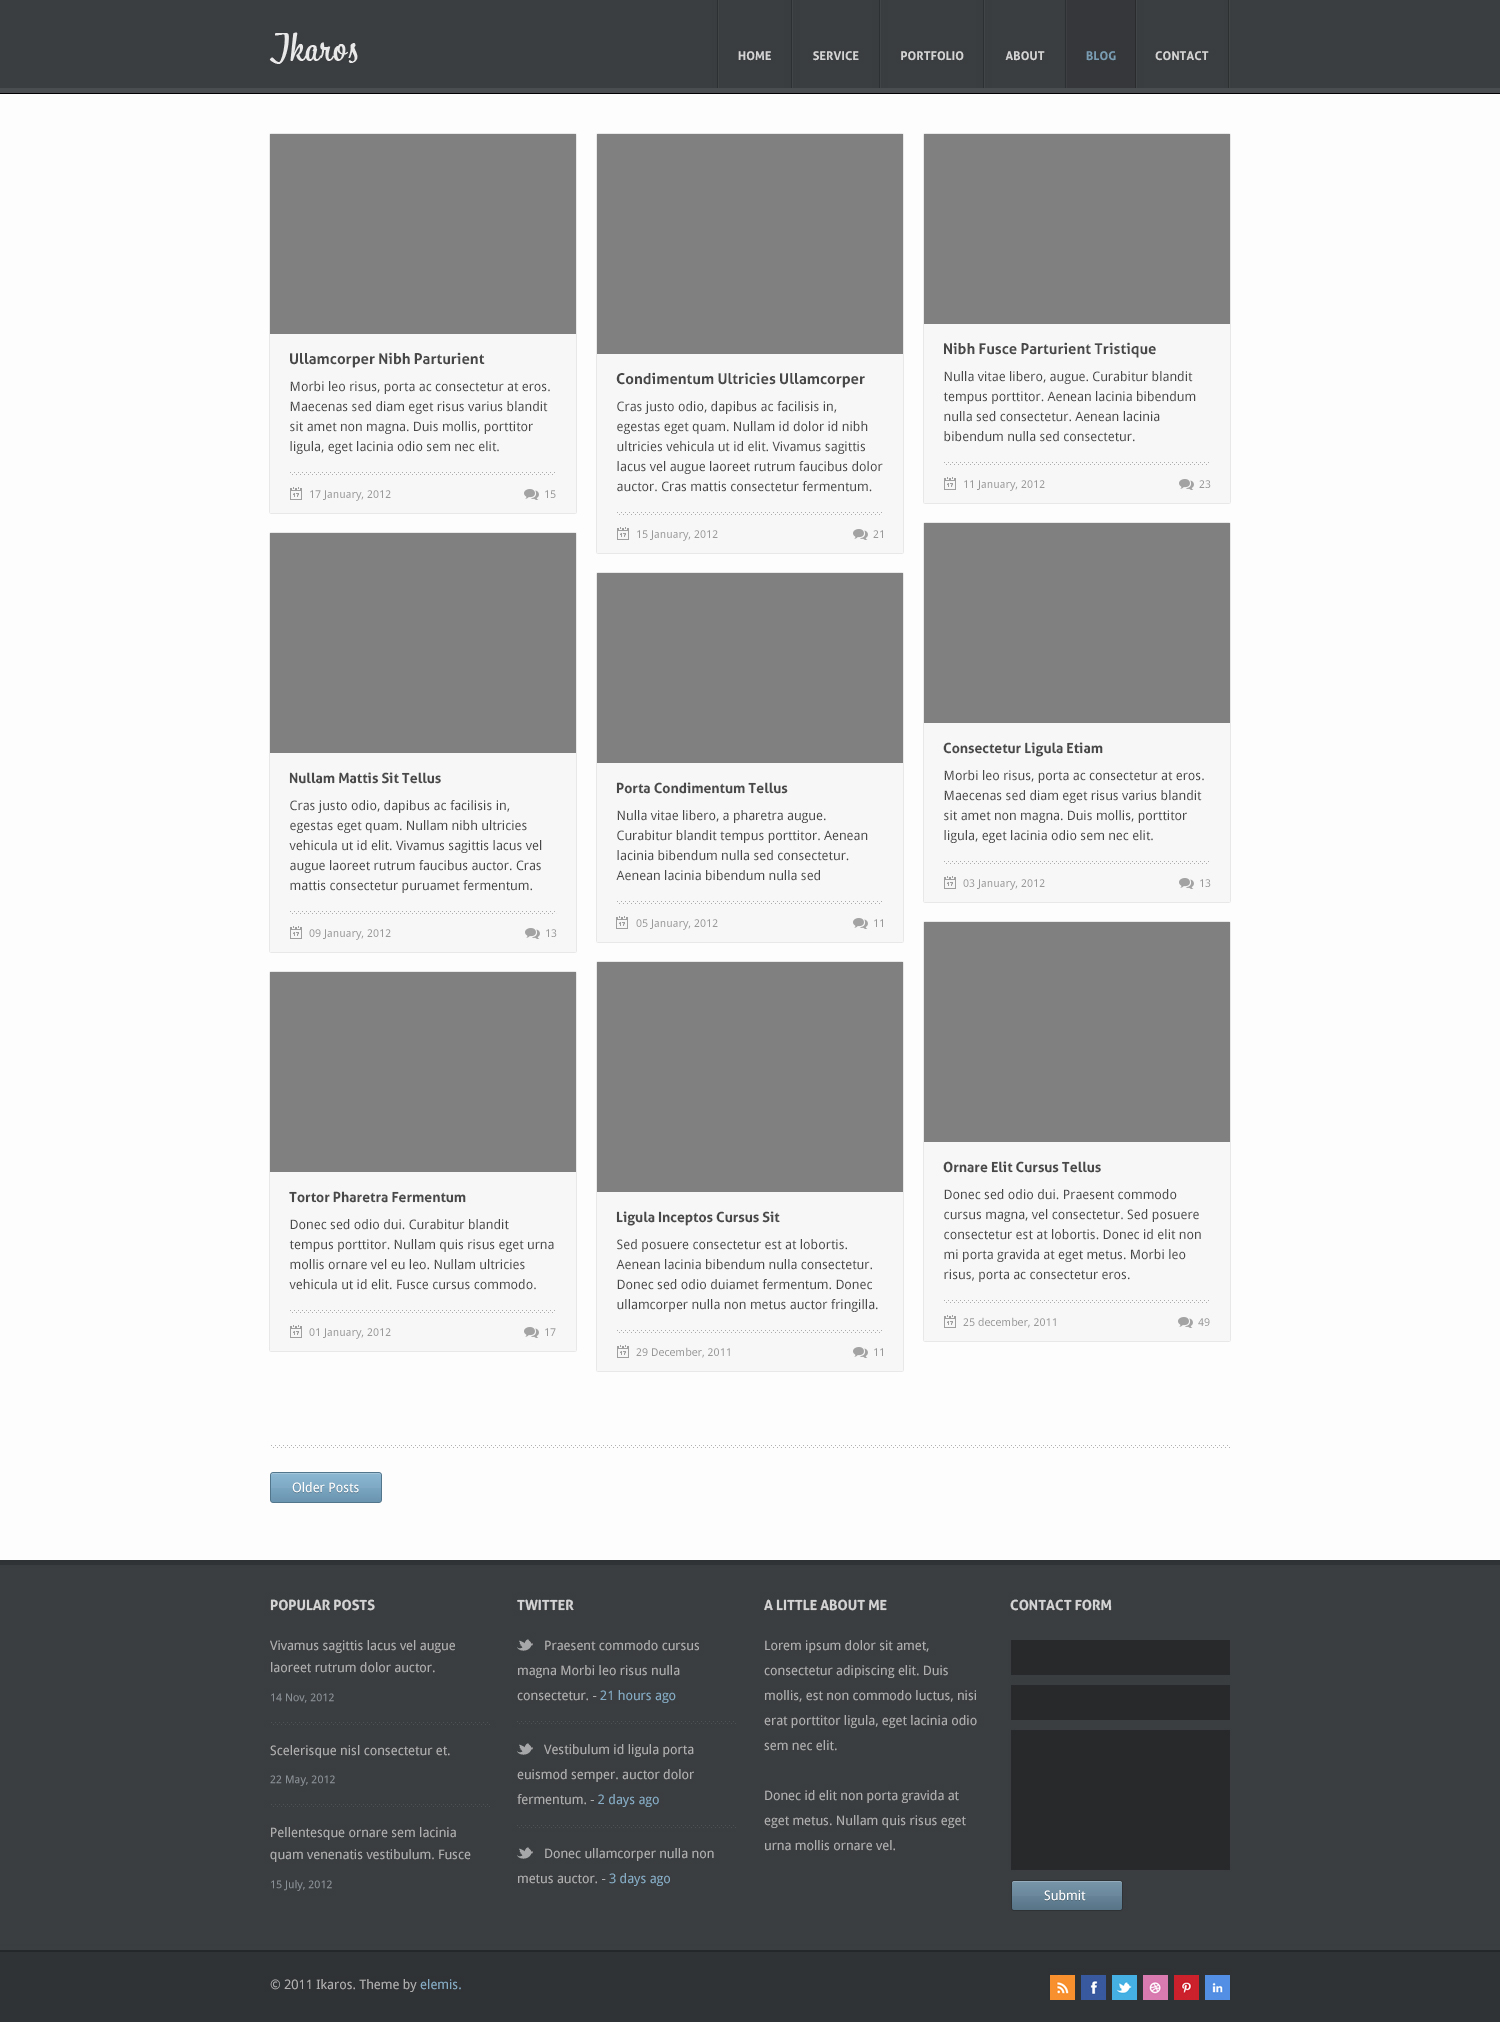 Ikaros
HOME
SERVICE
PORTFOLIO
ABOUT
BLOG
CONTACT
Ullamcorper Nibh Parturient
Morbi leo risus, porta ac consectetur at eros.
Maecenas sed diam eget risus varius blandit
sit amet non magna. Duis mollis, porttitor
ligula, eget lacinia odio sem nec elit.
17 January, 2012
15
Condimentum Ultricies Ullamcorper
Cras justo odio, dapibus ac facilisis in,
egestas eget quam. Nullam id dolor id nibh
ultricies vehicula ut id elit. Vivamus sagittis
lacus vel augue laoreet rutrum faucibus dolor
auctor. Cras mattis consectetur fermentum.
15 January, 2012
21
Nibh Fusce Parturient Tristique
Nulla vitae libero, augue. Curabitur blandit
tempus porttitor. Aenean lacinia bibendum
nulla sed consectetur. Aenean lacinia
bibendum nulla sed consectetur.
11 January, 2012
23
Nullam Mattis Sit Tellus
Cras justo odio, dapibus ac facilisis in,
egestas eget quam. Nullam nibh ultricies
vehicula ut id elit. Vivamus sagittis lacus vel
augue laoreet rutrum faucibus auctor. Cras
mattis consectetur puruamet fermentum.
09 January, 2012
13
Porta Condimentum Tellus
Nulla vitae libero, a pharetra augue.
Curabitur blandit tempus porttitor. Aenean
lacinia bibendum nulla sed consectetur.
Aenean lacinia bibendum nulla sed
05 January, 2012
11
Consectetur Ligula Etiam
Morbi leo risus, porta ac consectetur at eros.
Maecenas sed diam eget risus varius blandit
sit amet non magna. Duis mollis, porttitor
ligula, eget lacinia odio sem nec elit.
03 January, 2012
13
Tortor Pharetra Fermentum
Donec sed odio dui. Curabitur blandit
tempus porttitor. Nullam quis risus eget urna
mollis ornare vel eu leo. Nullam ultricies
vehicula ut id elit. Fusce cursus commodo.
01 January, 2012
17
Ligula Inceptos Cursus Sit
Sed posuere consectetur est at lobortis.
Aenean lacinia bibendum nulla consectetur.
Donec sed odio duiamet fermentum. Donec
ullamcorper nulla non metus auctor fringilla.
29 December, 2011
11
Ornare Elit Cursus Tellus
Donec sed odio dui. Praesent commodo
cursus magna, vel consectetur. Sed posuere
consectetur est at lobortis. Donec id elit non
mi porta gravida at eget metus. Morbi leo
risus, porta ac consectetur eros.
25 december, 2011
49
Older Posts
POPULAR POSTS
Vivamus sagittis lacus vel augue
laoreet rutrum dolor auctor.
14 Nov, 2012
Scelerisque nisl consectetur et.
22 May, 2012
Pellentesque ornare sem lacinia
quam venenatis vestibulum. Fusce
15 July, 2012
TWITTER
Praesent commodo cursus
magna Morbi leo risus nulla
consectetur. - 21 hours ago
Vestibulum id ligula porta
euismod semper. auctor dolor
fermentum. - 2 days ago
Donec ullamcorper nulla non
metus auctor. - 3 days ago
A LITTLE ABOUT ME
Lorem ipsum dolor sit amet,
consectetur adipiscing elit. Duis
mollis, est non commodo luctus, nisi
erat porttitor ligula, eget lacinia odio
sem nec elit.
Donec id elit non porta gravida at
eget metus. Nullam quis risus eget
urna mollis ornare vel.
CONTACT FORM
Submit
© 2011 Ikaros. Theme by elemis.